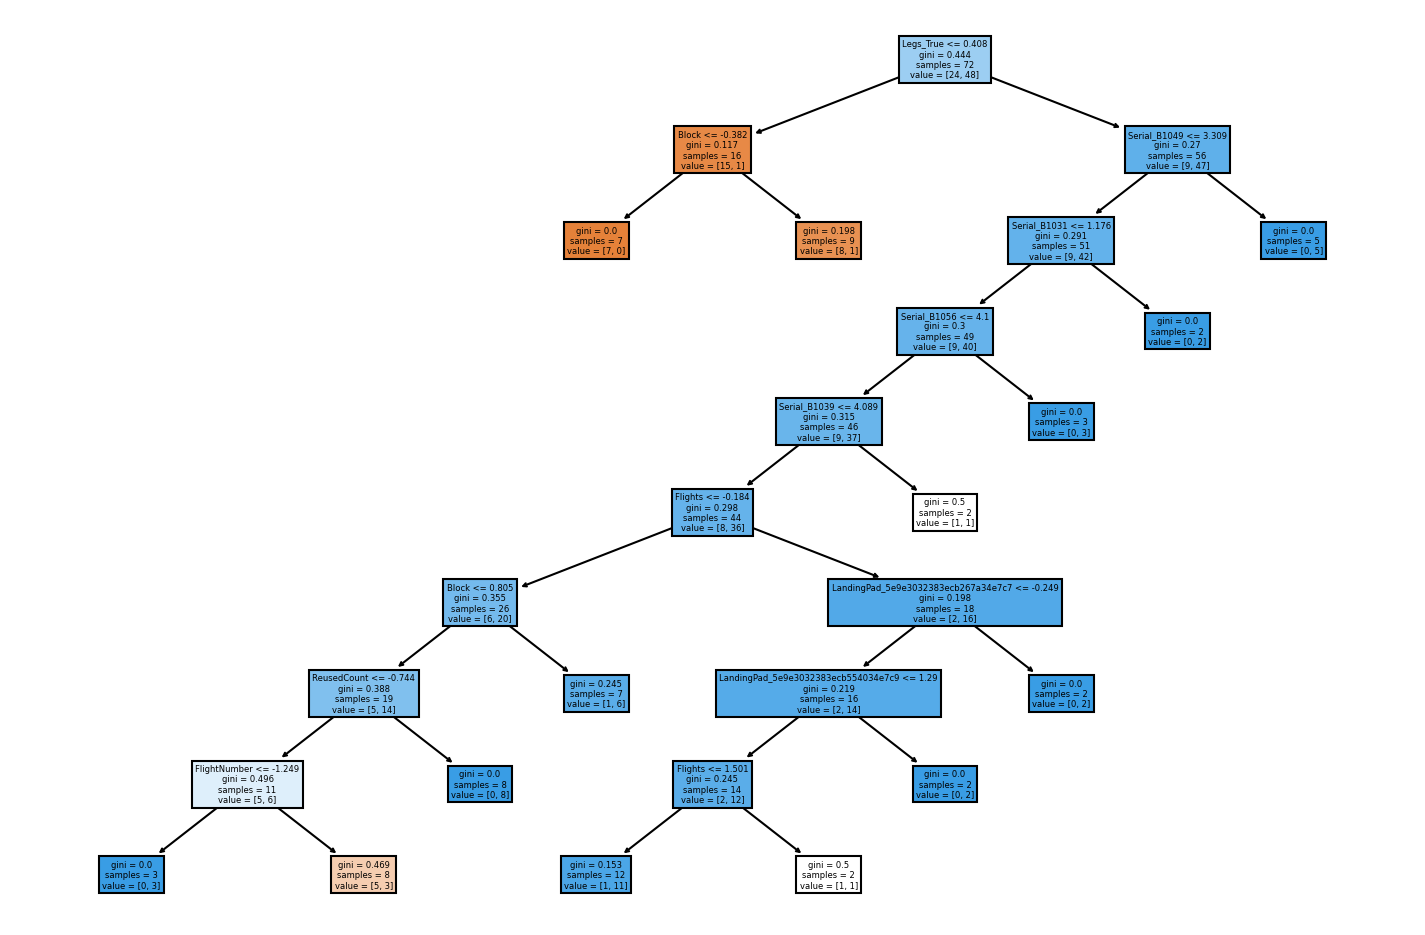 Legs_True <= 0.408
gini = 0.444
samples = 72
value = [24, 48]
Block <= -0.382
gini = 0.117
samples = 16
value = [15, 1]
Serial_B1049 <= 3.309
gini = 0.27
samples = 56
value = [9, 47]
gini = 0.0
samples = 7
value = [7, 0]
gini = 0.198
samples = 9
value = [8, 1]
Serial_B1031 <= 1.176
gini = 0.291
samples = 51
value = [9, 42]
gini = 0.0
samples = 5
value = [0, 5]
Serial_B1056 <= 4.1
gini = 0.3
samples = 49
value = [9, 40]
gini = 0.0
samples = 2
value = [0, 2]
Serial_B1039 <= 4.089
gini = 0.315
samples = 46
value = [9, 37]
gini = 0.0
samples = 3
value = [0, 3]
Flights <= -0.184
gini = 0.298
samples = 44
value = [8, 36]
gini = 0.5
samples = 2
value = [1, 1]
Block <= 0.805
gini = 0.355
samples = 26
value = [6, 20]
LandingPad_5e9e3032383ecb267a34e7c7 <= -0.249
gini = 0.198
samples = 18
value = [2, 16]
ReusedCount <= -0.744
gini = 0.388
samples = 19
value = [5, 14]
gini = 0.245
samples = 7
value = [1, 6]
LandingPad_5e9e3032383ecb554034e7c9 <= 1.29
gini = 0.219
samples = 16
value = [2, 14]
gini = 0.0
samples = 2
value = [0, 2]
FlightNumber <= -1.249
gini = 0.496
samples = 11
value = [5, 6]
gini = 0.0
samples = 8
value = [0, 8]
Flights <= 1.501
gini = 0.245
samples = 14
value = [2, 12]
gini = 0.0
samples = 2
value = [0, 2]
gini = 0.0
samples = 3
value = [0, 3]
gini = 0.469
samples = 8
value = [5, 3]
gini = 0.153
samples = 12
value = [1, 11]
gini = 0.5
samples = 2
value = [1, 1]